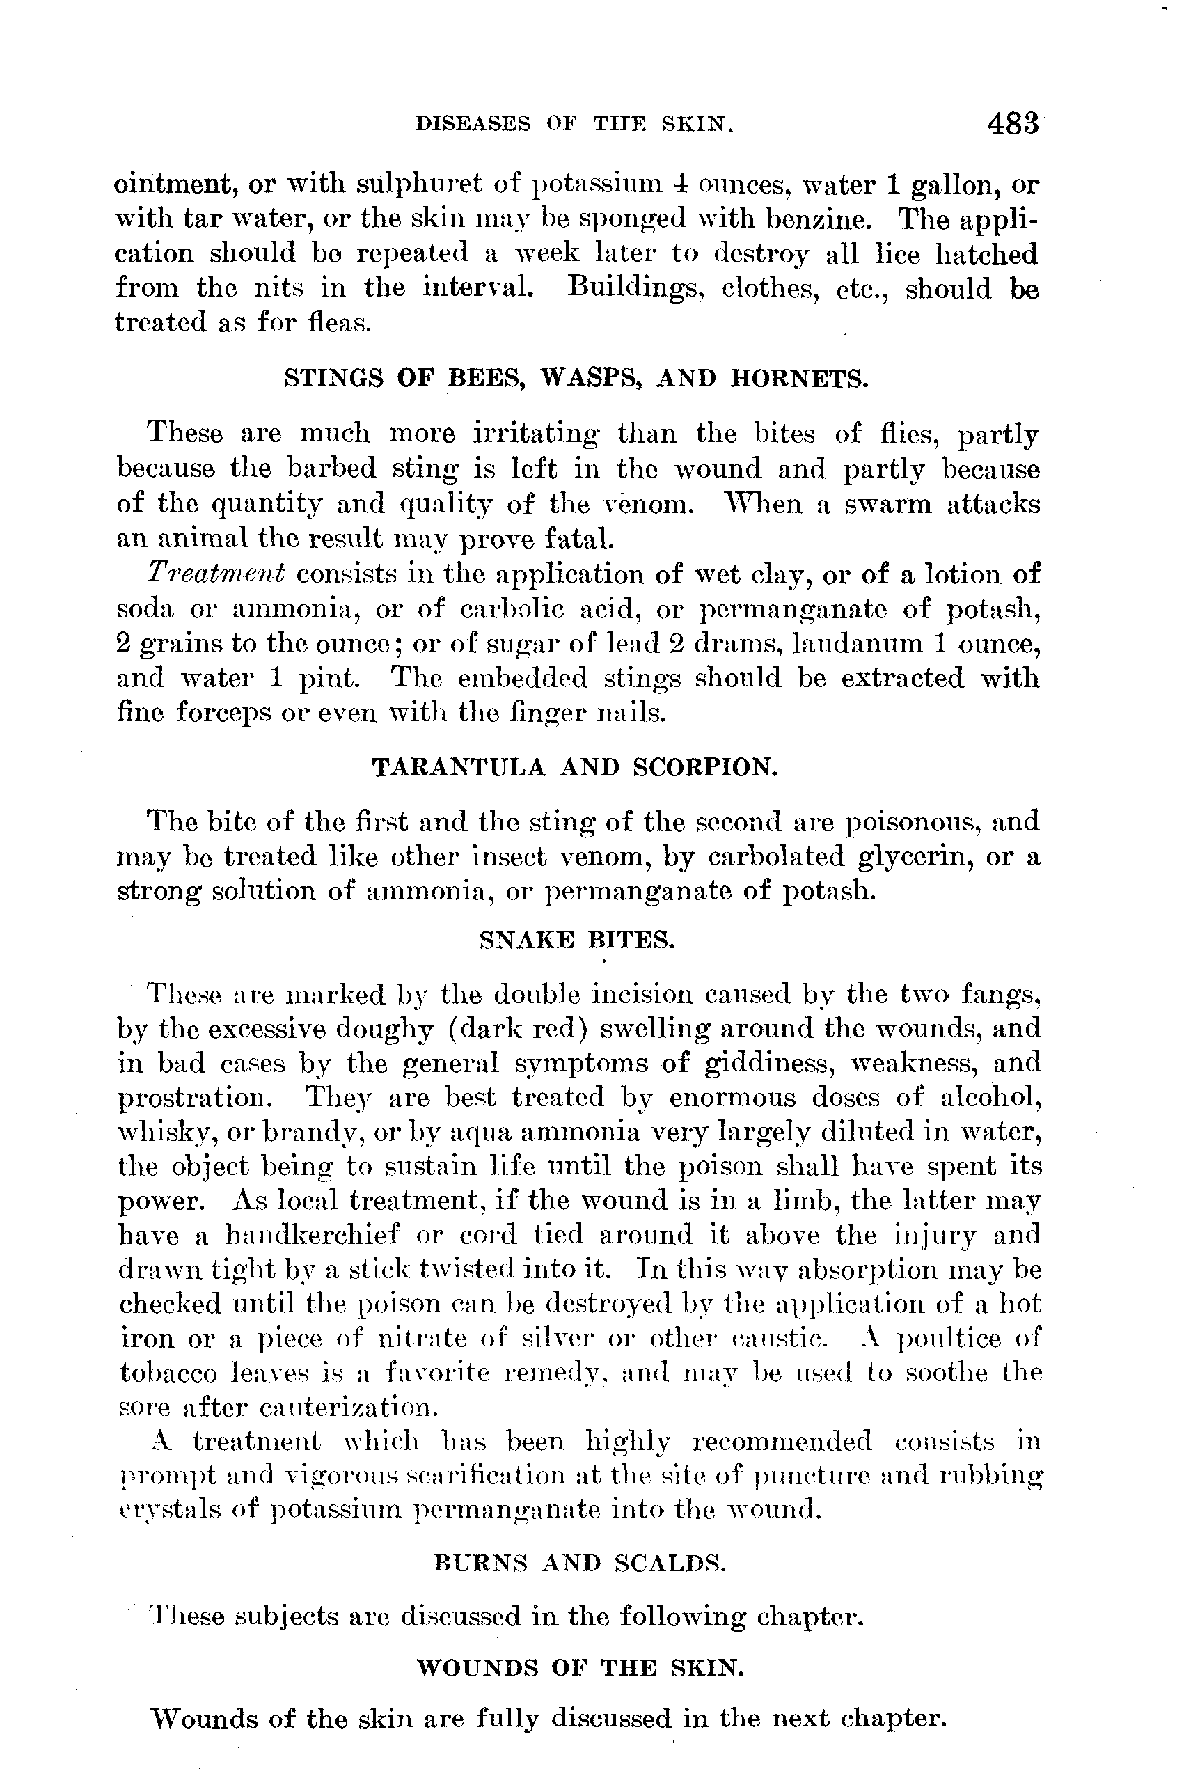 DISEASES OF THE SKIN. 483
ointment, or with sulphuret of potassium 4 ounces, water 1 gallon, or
with tar water, or the skin may be sponged with benzine. The appli-
cation should be repeated a week later to destroy all lice hatched
from the nits in the interval. Buildings, clothes, etc., should be
treated as for fleas.
STINGS OF BEES, WASPS, AND HORNETS.
These are much more irritating than the bites of flies, partly
because the barbed sting is left in the wound and partly because
of the quantity and quality of the venom. When a swarm attacks
an animal the result may prove fatal.
Treatment consists in the application of wet clay, or of a lotion of
soda or ammonia, or of carbolic acid, or permanganate of potash,
2 grains to the ounce; or of sugar of lead 2 drams, laudanum 1 ounce,
and water 1 pint. The embedded stings should be extracted with
fine forceps or even with the finger nails.
TARANTULA AND SCORPION.
The bite of the first and the sting of the second are poisonous, and
may be treated like other insect venom, by carbolated glycerin, or a
strong solution of ammonia, or permanganate of potash.
SNAKE BITES.
These are marked by the double incision caused by the two fangs,
by the excessive doughy (dark red) swelling around the wounds, and
in bad cases by the general symptoms of giddiness, weakness, and
prostration. They are best treated by enormous doses of alcohol,
whisky, or brandy, or by aqua ammonia very largely diluted in water,
the object being to sustain life until the poison shall have spent its
power. As local treatment, if the wound is in a limb, the latter may
have a handkerchief or cord tied around it above the injury and
drawn tight by a stick twisted into it. In this way absorption may be
checked until the poison can be destroyed by the application of a hot
iron or a piece of nitrate of silver or other caustic. A poultice of
tobacco leaves is a favorite remedy, and may be used to soothe the
sore after cauterization.
A treatment which has been highly recommended consists in
prompt and vigorous scarification at the site of puncture and rubbing
crystals of potassium permanganate into the wound.
BURNS AND SCALDS.
These subjects are discussed in the following chapter.
WOUNDS OF THE SKIN.
Wounds of the skin are fully discussed in the next chapter.